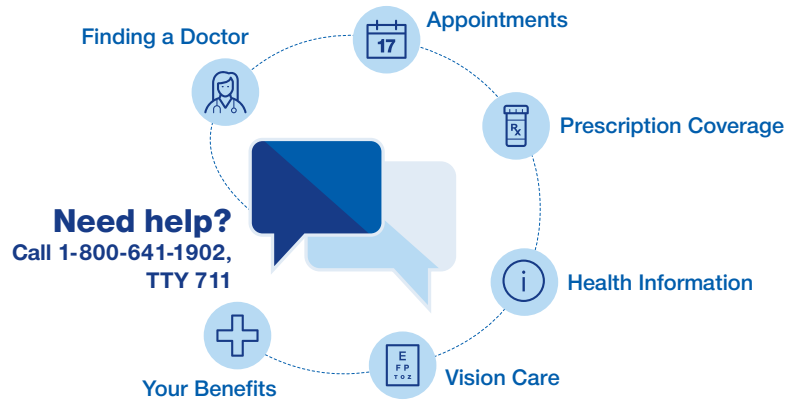 Finding a Doctor
Appointments
17
Rx
Prescription Coverage
Need help?
Call 1-800-641-1902,
TTY 711
i
Health Information
E
F P
T O Z
Vision Care
Your Benefits